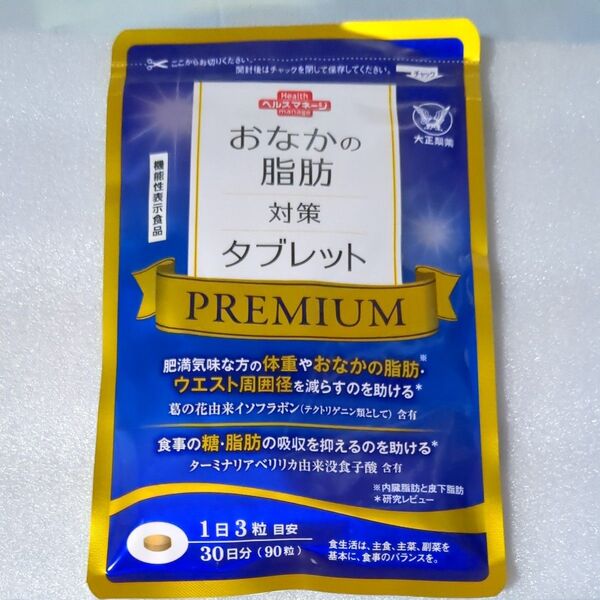 ここからお切りください。
開封後はチャックを閉じて保存してください。
チャック
Health
ヘルスマネージ
manage
大正製薬
機能性表示食品
おなかの
脂肪
対策
タブレット
PREMIUM
肥満気味な方の体重やおなかの脂肪※・
ウエスト周囲径を減らすのを助ける*
葛の花由来イソフラボン(テクトリゲニン類として)含有
食事の糖・脂肪の吸収を抑えるのを助ける*
ターミナリアベリリカ由来没食子酸 含有
※内臓脂肪と皮下脂肪
*研究レビュー
1日3粒 目安
30日分(90粒)
食生活は、主食、主菜、副菜を
基本に、食事のバランスを。